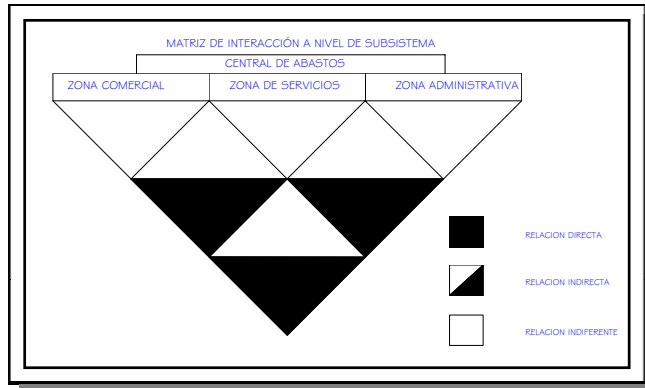 MATRIZ DE INTERACCIÓN A NIVEL DE SUBSISTEMA
CENTRAL DE ABASTOS
ZONA COMERCIAL ZONA DE SERVICIOS ZONA ADMINISTRATIVA
RELACION DIRECTA
RELACION INDIRECTA
RELACION INDIFERENTE